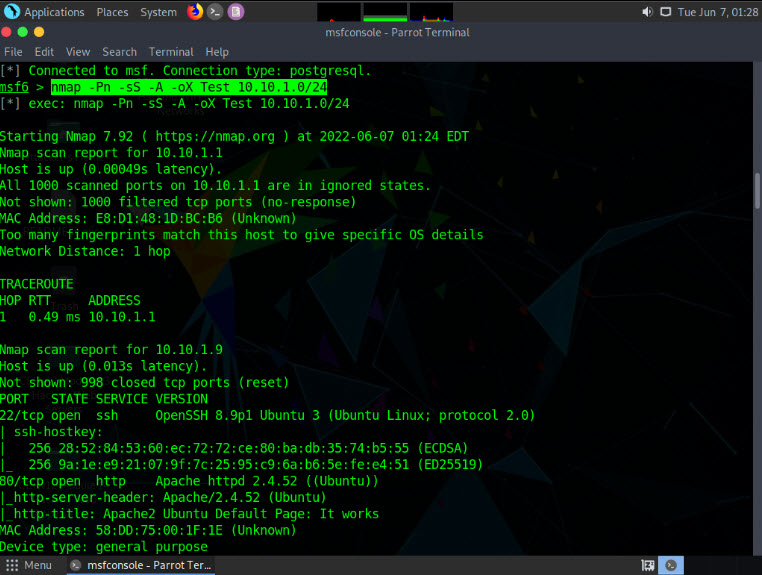 Applications Places System Tue Jun 7, 01:28
msfconsole - Parrot Terminal
File Edit View Search Terminal Help
[*] Connected to msf. Connection type: postgresql.
msf6 > nmap -Pn -sS -A -oX Test 10.10.1.0/24
[*] exec: nmap -Pn -sS -A -oX Test 10.10.1.0/24
Starting Nmap 7.92 ( https://nmap.org ) at 2022-06-07 01:24 EDT
Nmap scan report for 10.10.1.1
Host is up (0.00049s latency).
All 1000 scanned ports on 10.10.1.1 are in ignored states.
Not shown: 1000 filtered tcp ports (no-response)
MAC Address: E8:D1:48:1D:BC:B6 (Unknown)
Too many fingerprints match this host to give specific OS details
Network Distance: 1 hop
TRACEROUTE
HOP RTT     ADDRESS
1   0.49 ms 10.10.1.1
Nmap scan report for 10.10.1.9
Host is up (0.013s latency).
Not shown: 998 closed tcp ports (reset)
PORT   STATE SERVICE VERSION
22/tcp open  ssh     OpenSSH 8.9p1 Ubuntu 3 (Ubuntu Linux; protocol 2.0)
| ssh-hostkey:
|   256 28:52:84:53:60:ec:72:72:ce:80:ba:db:35:74:b5:55 (ECDSA)
|_  256 9a:1e:e9:21:07:9f:7c:25:95:c9:6a:b6:5e:fe:e4:51 (ED25519)
80/tcp open  http    Apache httpd 2.4.52 ((Ubuntu))
|_http-server-header: Apache/2.4.52 (Ubuntu)
|_http-title: Apache2 Ubuntu Default Page: It works
MAC Address: 58:DD:75:00:1F:1E (Unknown)
Device type: general purpose
Menu msfconsole - Parrot Ter...